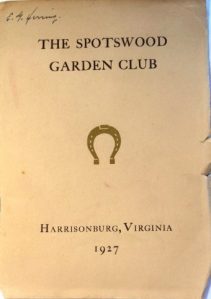 THE SPOTSWOOD
GARDEN CLUB
HARRISONBURG, VIRGINIA
1927